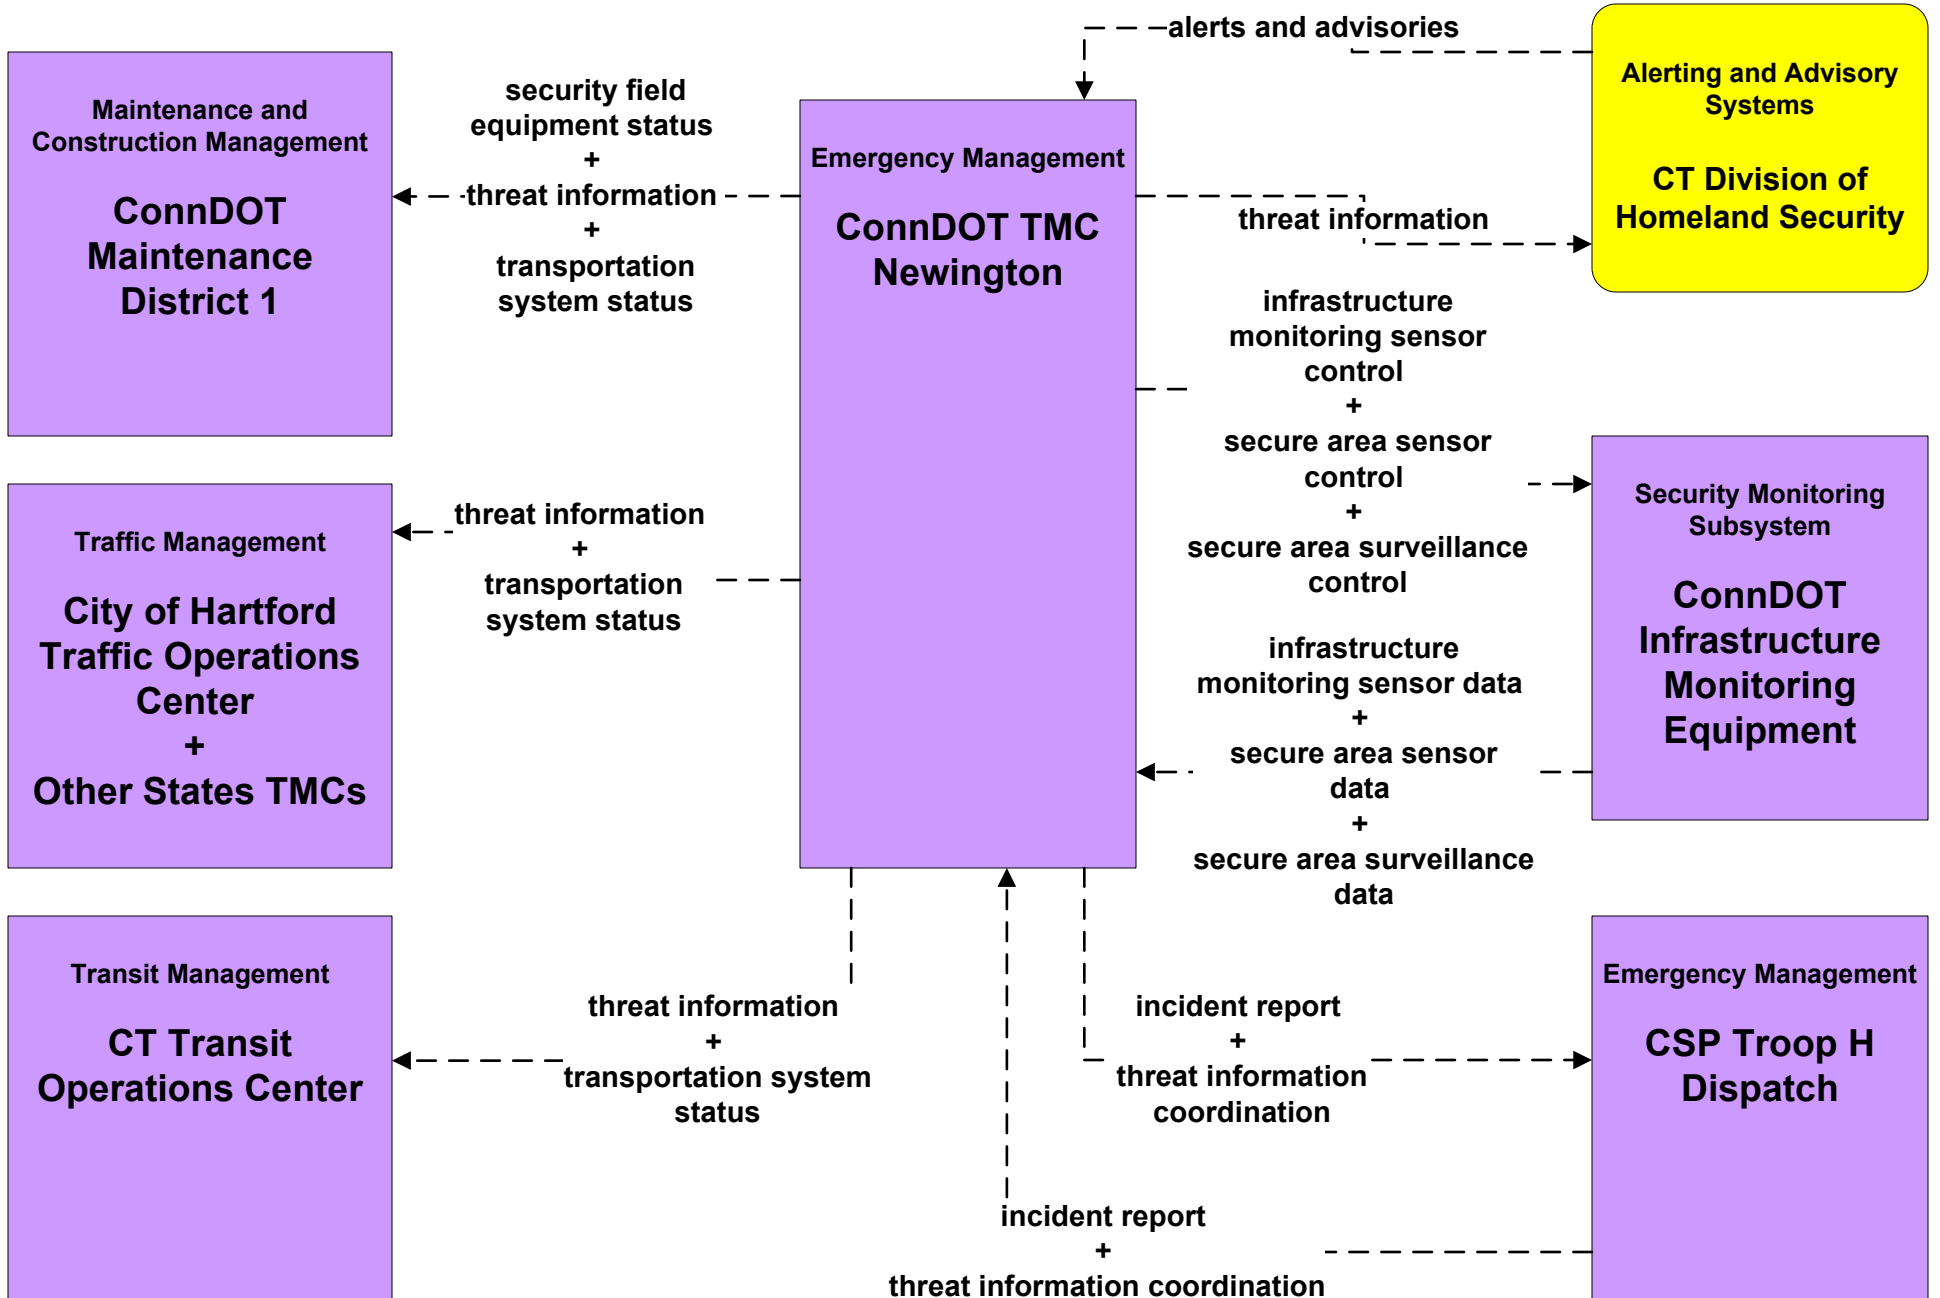 alerts and advisories
Maintenance and
Construction Management
ConnDOT
Maintenance
District 1
security field
equipment status
+
threat information
+
transportation
system status
Emergency Management
ConnDOT TMC
Newington
Alerting and Advisory
Systems
CT Division of
Homeland Security
threat information
infrastructure
monitoring sensor
control
+
secure area sensor
control
+
secure area surveillance
control
Traffic Management
City of Hartford
Traffic Operations
Center
+
Other States TMCs
threat information
+
transportation
system status
Security Monitoring
Subsystem
ConnDOT
Infrastructure
Monitoring
Equipment
infrastructure
monitoring sensor data
+
secure area sensor
data
+
secure area surveillance
data
Transit Management
CT Transit
Operations Center
threat information
+
transportation system
status
incident report
+
threat information
coordination
Emergency Management
CSP Troop H
Dispatch
incident report
+
threat information coordination